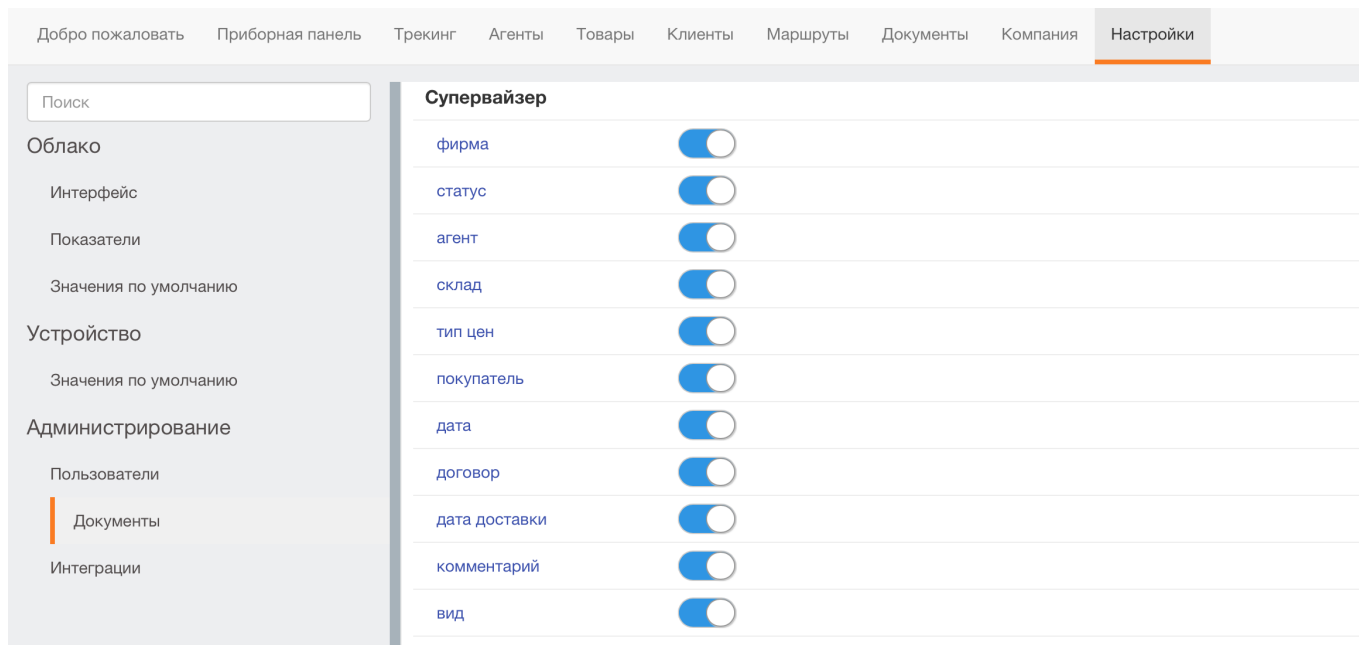 Добро пожаловать Приборная панель Трекинг Агенты Товары Клиенты Маршруты Документы Компания Настройки
Поиск
Облако
Интерфейс
Показатели
Значения по умолчанию
Устройство
Значения по умолчанию
Администрирование
Пользователи
Документы
Интеграции
Супервайзер
фирма
статус
агент
склад
тип цен
покупатель
дата
договор
дата доставки
комментарий
вид